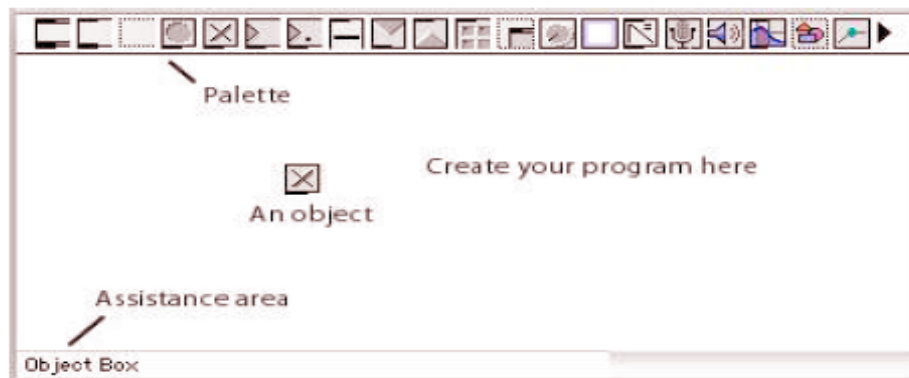 Palette
Create your program here
An object
Assistance area
Object Box